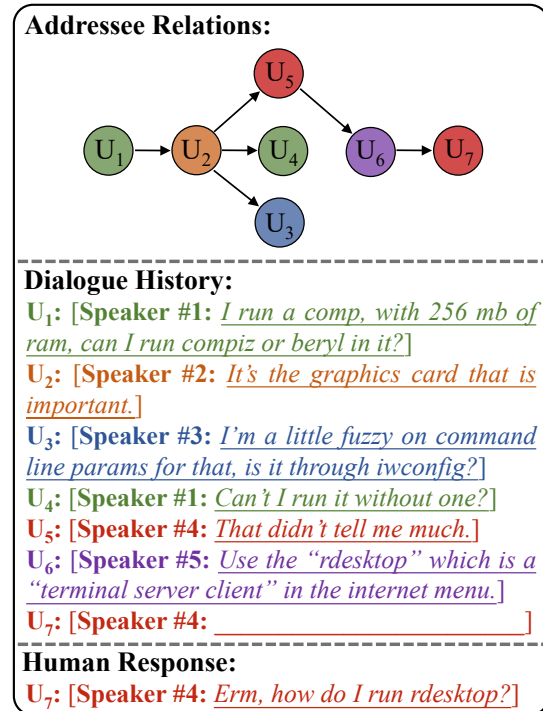 Addressee Relations:
U5
U1 U2 U4 U6 U7
U3
Dialogue History:
U1: [Speaker #1: I run a comp, with 256 mb of
ram, can I run compiz or beryl in it?]
U2: [Speaker #2: It's the graphics card that is
important.]
U3: [Speaker #3: I'm a little fuzzy on command
line params for that, is it through iwconfig?]
U4: [Speaker #1: Can't I run it without one?]
U5: [Speaker #4: That didn't tell me much.]
U6: [Speaker #5: Use the “rdesktop” which is a
“terminal server client” in the internet menu.]
U7: [Speaker #4: ______________________]
Human Response:
U7: [Speaker #4: Erm, how do I run rdesktop?]